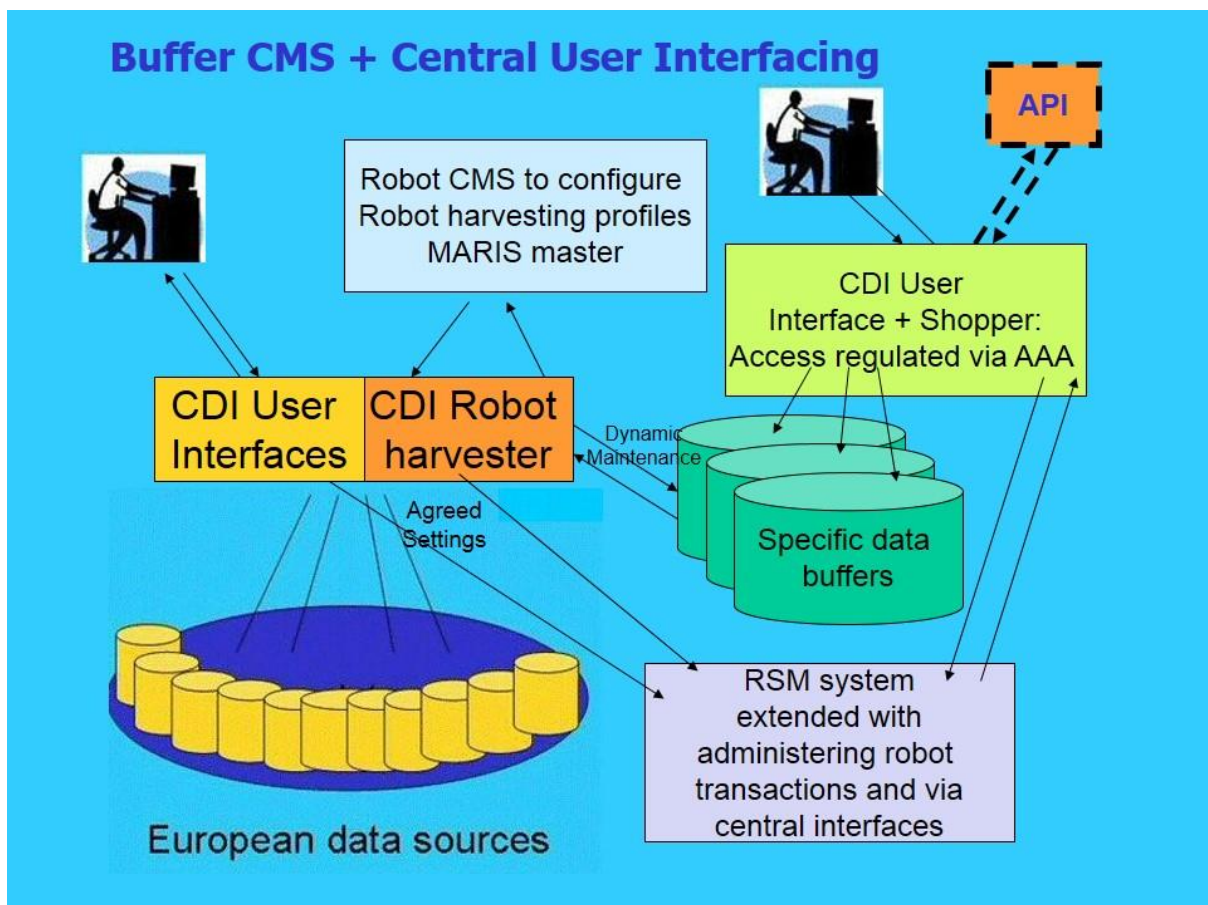 Buffer CMS + Central User Interfacing
API
Robot CMS to configure
Robot harvesting profiles
MARIS master
CDI User
Interface + Shopper:
Access regulated via AAA
CDI User
Interfaces
CDI Robot
harvester
Dynamic
Maintenance
Agreed
Settings
Specific data
buffers
RSM system
extended with
administering robot
transactions and via
central interfaces
European data sources